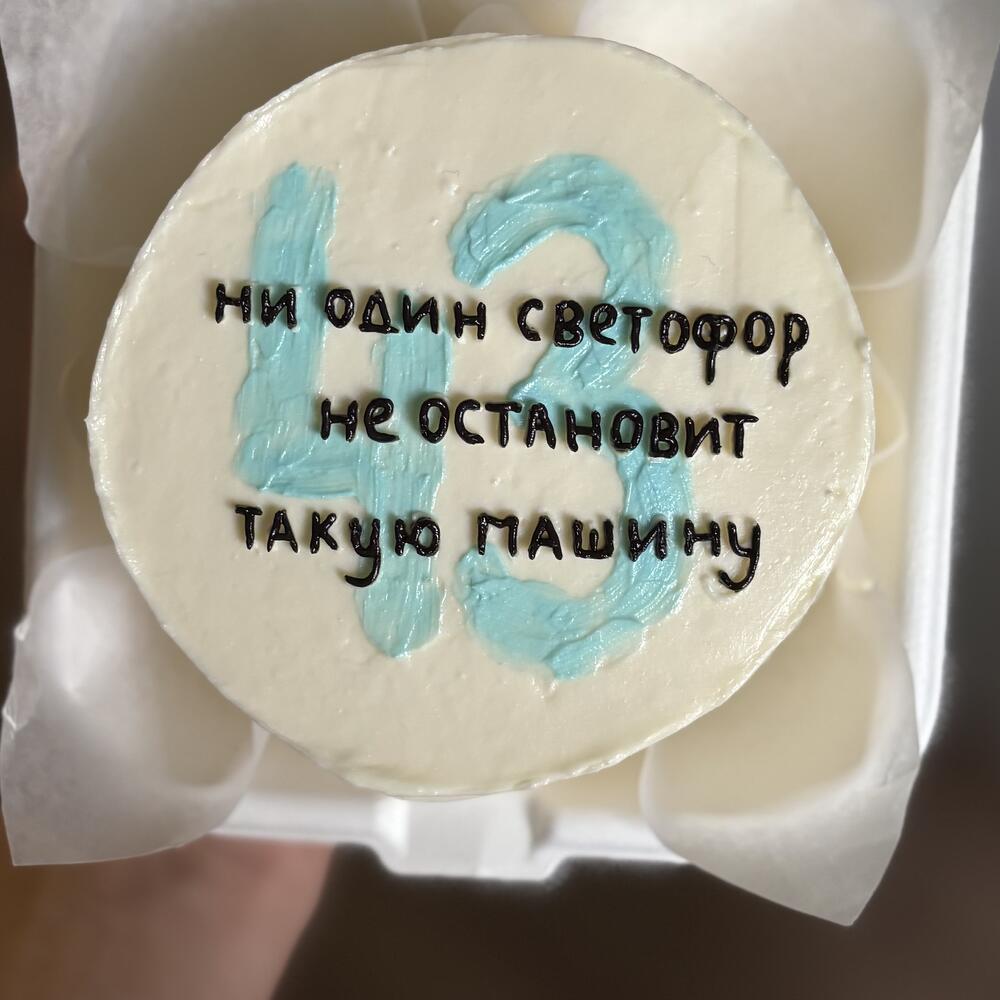 43
ни один светофор
не остановит
такую машину